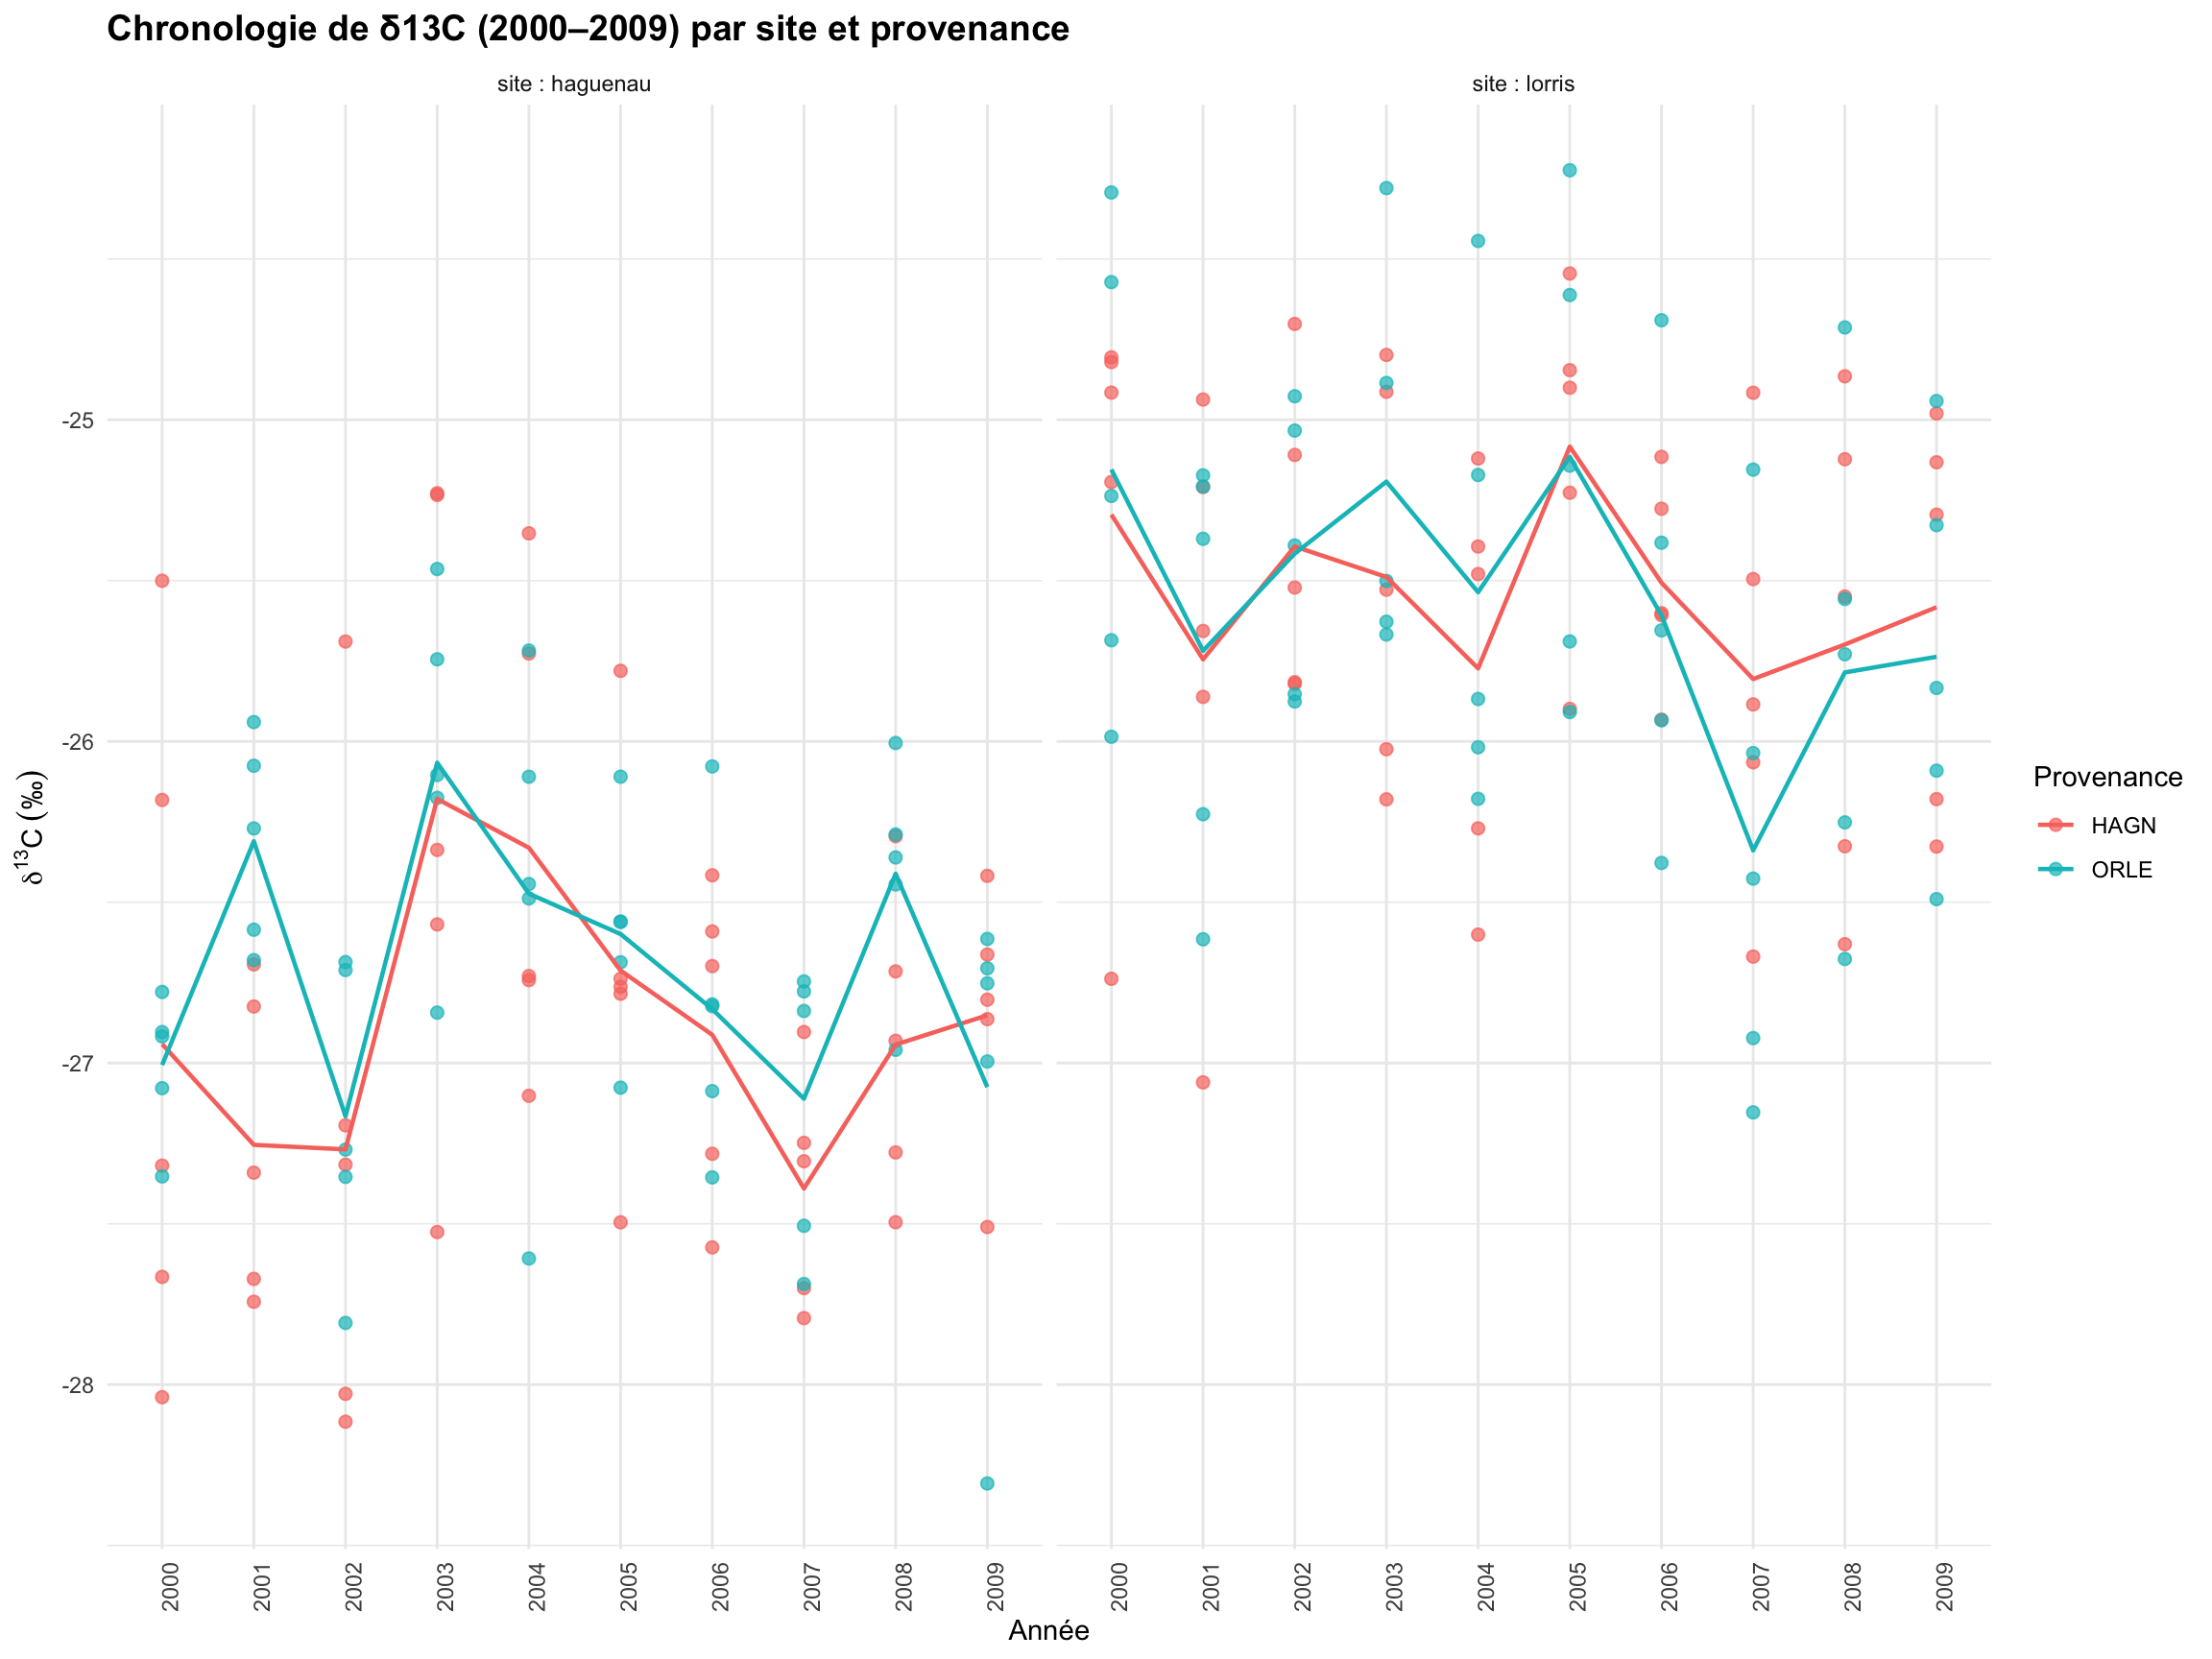 Chronologie de δ13C (2000–2009) par site et provenance
site : haguenau
site : lorris
δ¹³C (‰)
-25
-26
-27
-28
2000 2001 2002 2003 2004 2005 2006 2007 2008 2009
2000 2001 2002 2003 2004 2005 2006 2007 2008 2009
Année
Provenance
HAGN
ORLE